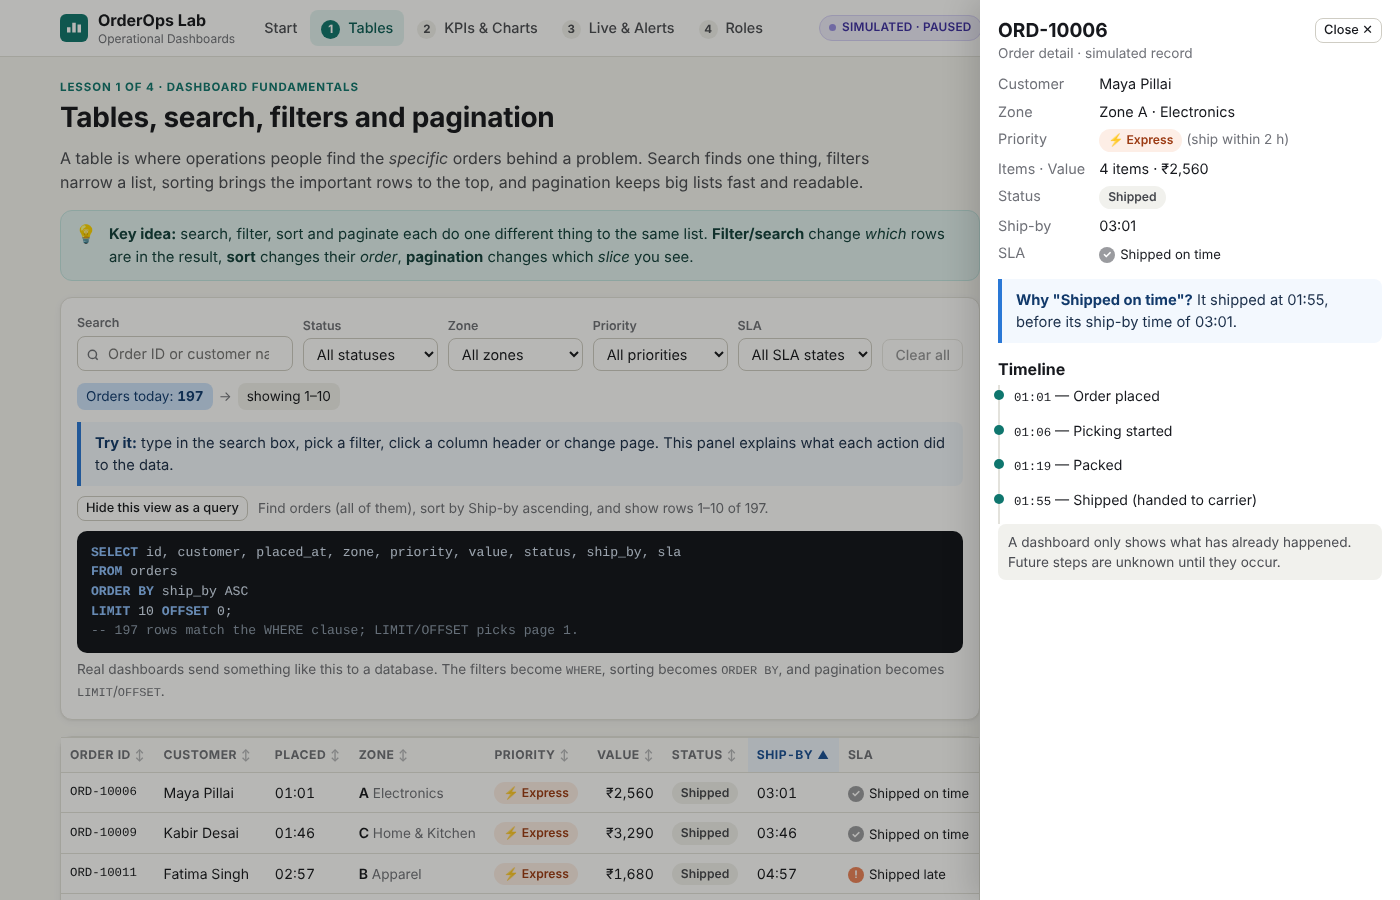 OrderOps Lab
Operational Dashboards
Start
1 Tables
2 KPIs & Charts
3 Live & Alerts
4 Roles
SIMULATED · PAUSED
LESSON 1 OF 4 · DASHBOARD FUNDAMENTALS
Tables, search, filters and pagination
A table is where operations people find the specific orders behind a problem. Search finds one thing, filters
narrow a list, sorting brings the important rows to the top, and pagination keeps big lists fast and readable.
💡 Key idea: search, filter, sort and paginate each do one different thing to the same list. Filter/search change which rows
are in the result, sort changes their order, pagination changes which slice you see.
Search
Status
Zone
Priority
SLA
Order ID or customer na
All statuses
All zones
All priorities
All SLA states
Clear all
Orders today: 197 → showing 1–10
Try it: type in the search box, pick a filter, click a column header or change page. This panel explains what each action did
to the data.
Hide this view as a query
Find orders (all of them), sort by Ship-by ascending, and show rows 1–10 of 197.
SELECT id, customer, placed_at, zone, priority, value, status, ship_by, sla
FROM orders
ORDER BY ship_by ASC
LIMIT 10 OFFSET 0;
-- 197 rows match the WHERE clause; LIMIT/OFFSET picks page 1.
Real dashboards send something like this to a database. The filters become WHERE, sorting becomes ORDER BY, and pagination becomes
LIMIT/OFFSET.
ORDER ID ↕ CUSTOMER ↕ PLACED ↕ ZONE ↕ PRIORITY ↕ VALUE ↕ STATUS ↕ SHIP-BY ▲ SLA
ORD-10006 Maya Pillai 01:01 A Electronics ⚡ Express ₹2,560 Shipped 03:01 Shipped on time
ORD-10009 Kabir Desai 01:46 C Home & Kitchen ⚡ Express ₹3,290 Shipped 03:46 Shipped on time
ORD-10011 Fatima Singh 02:57 B Apparel ⚡ Express ₹1,680 Shipped 04:57 Shipped late
ORD-10006
Close ✕
Order detail · simulated record
Customer Maya Pillai
Zone Zone A · Electronics
Priority ⚡ Express (ship within 2 h)
Items · Value 4 items · ₹2,560
Status Shipped
Ship-by 03:01
SLA Shipped on time
Why "Shipped on time"? It shipped at 01:55,
before its ship-by time of 03:01.
Timeline
01:01 — Order placed
01:06 — Picking started
01:19 — Packed
01:55 — Shipped (handed to carrier)
A dashboard only shows what has already happened.
Future steps are unknown until they occur.